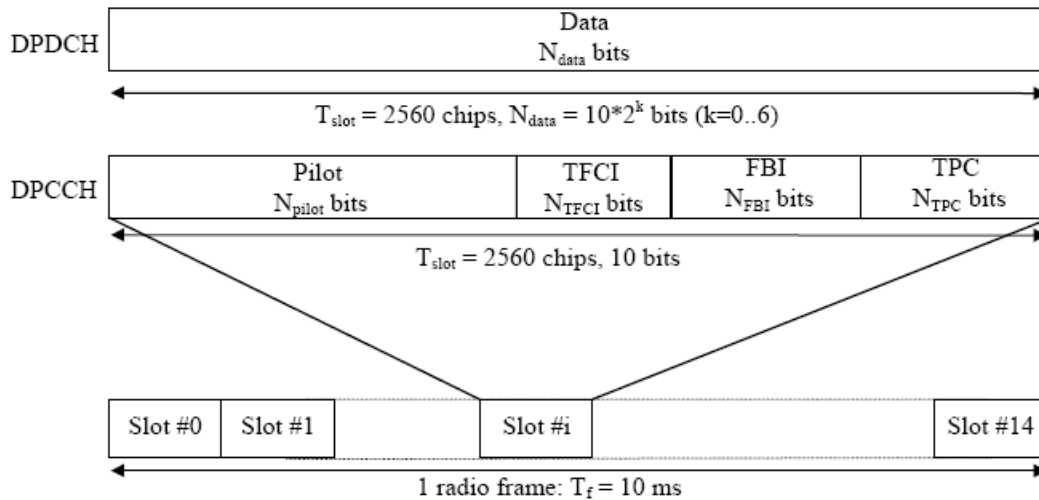 DPDCH
Data
N_data bits
T_slot = 2560 chips, N_data = 10*2^k bits (k=0..6)
DPCCH
Pilot
N_pilot bits
TFCI
N_TFCI bits
FBI
N_FBI bits
TPC
N_TPC bits
T_slot = 2560 chips, 10 bits
Slot #0
Slot #1
Slot #i
Slot #14
1 radio frame: T_f = 10 ms